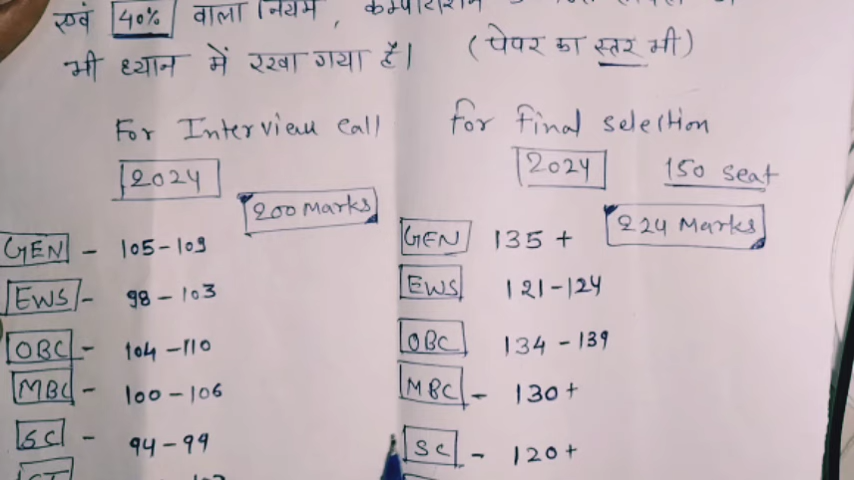 एवं 40% वाला नियम,
भी ध्यान में रखा गया है। (पेपर का स्तर भी)
For Interview Call
2024
200 Marks
GEN - 105-109
EWS - 98-103
OBC - 104-110
MBC - 100-106
SC - 94-99
For Final Selection
2024 150 Seat
224 Marks
GEN 135 +
EWS 121-124
OBC 134-139
MBC - 130+
SC - 120+